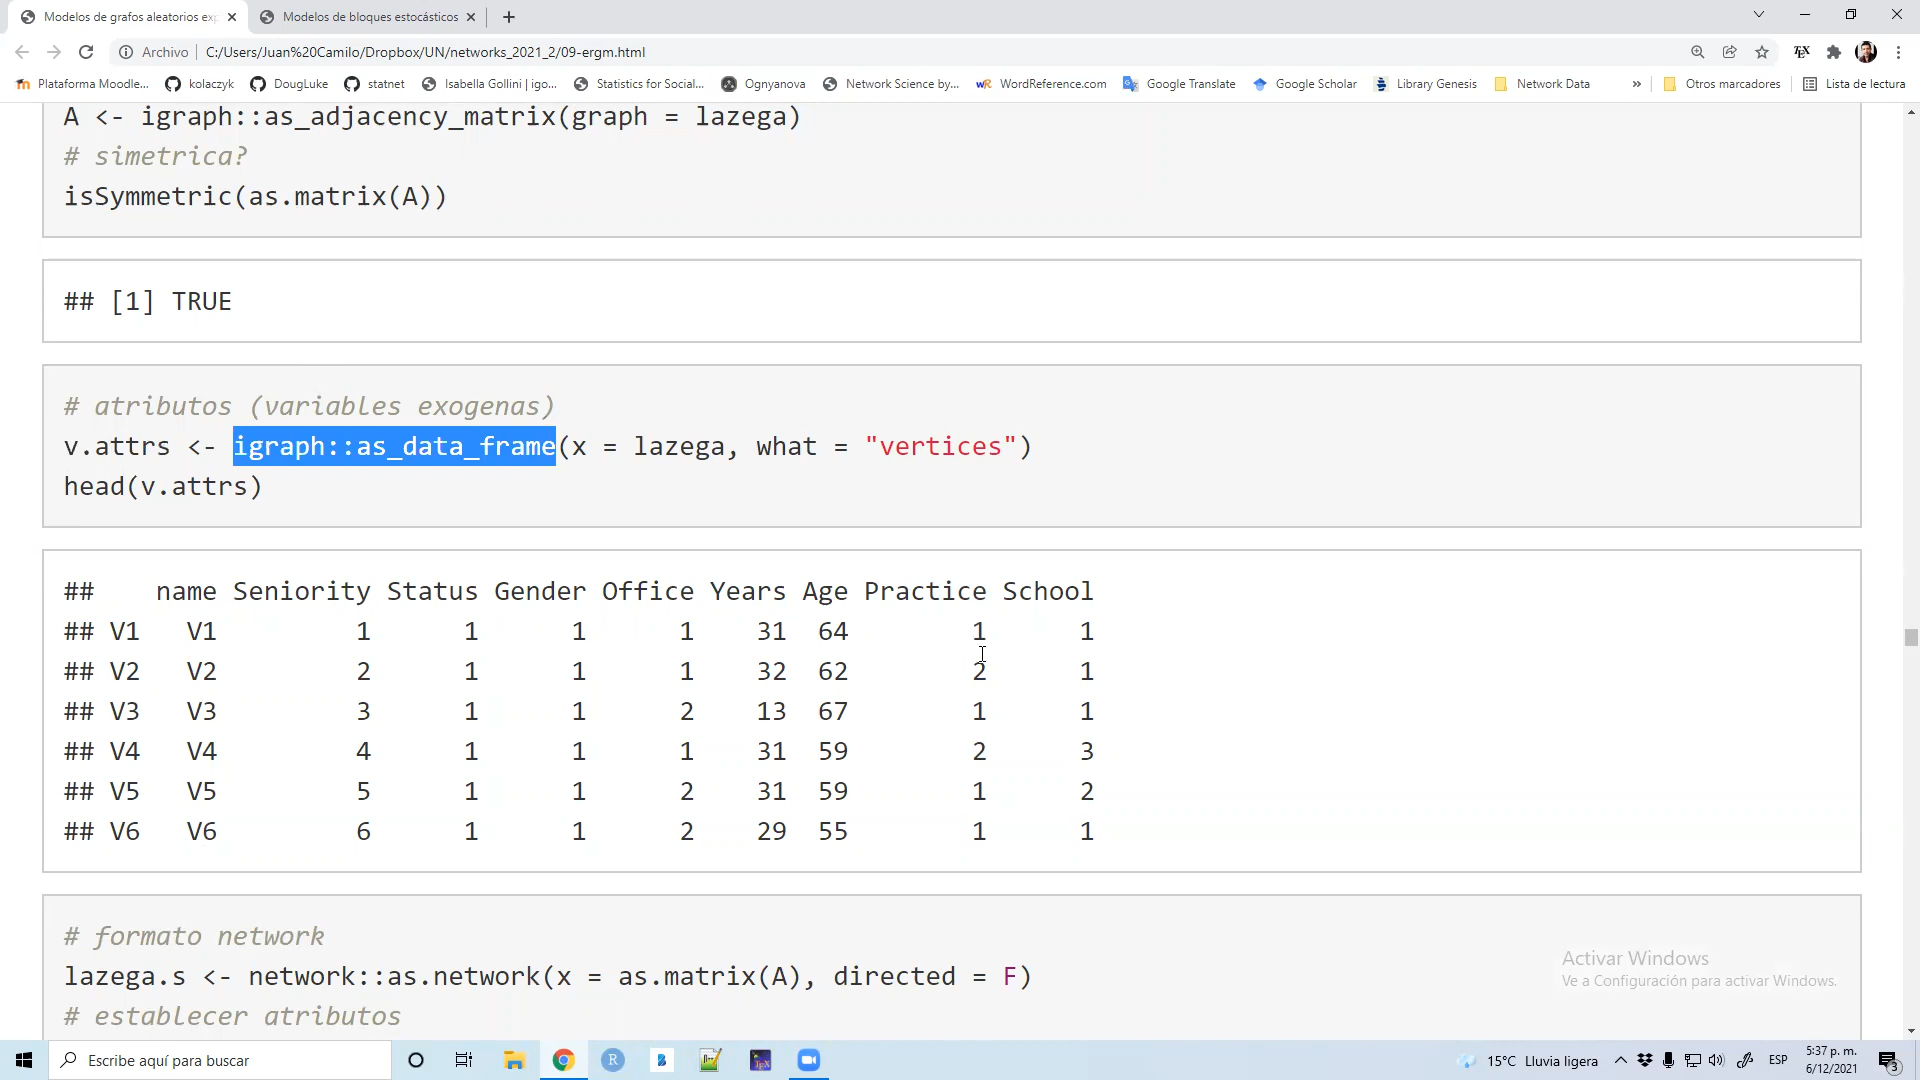 Modelos de grafos aleatorios exp
Modelos de bloques estocásticos
Archivo
C:/Users/Juan%20Camilo/Dropbox/UN/networks_2021_2/09-ergm.html
Plataforma Moodle...
kolaczyk
DougLuke
statnet
Isabella Gollini | igo...
Statistics for Social...
Ognyanova
Network Science by...
WordReference.com
Google Translate
Google Scholar
Library Genesis
Network Data
»
Otros marcadores
Lista de lectura
A <- igraph::as_adjacency_matrix(graph = lazega)
# simetrica?
isSymmetric(as.matrix(A))
## [1] TRUE
# atributos (variables exogenas)
v.attrs <- igraph::as_data_frame(x = lazega, what = "vertices")
head(v.attrs)
##    name Seniority Status Gender Office Years Age Practice School
## V1   V1         1      1      1      1    31  64        1      1
## V2   V2         2      1      1      1    32  62        2      1
## V3   V3         3      1      1      2    13  67        1      1
## V4   V4         4      1      1      1    31  59        2      3
## V5   V5         5      1      1      2    31  59        1      2
## V6   V6         6      1      1      2    29  55        1      1
# formato network
lazega.s <- network::as.network(x = as.matrix(A), directed = F)
# establecer atributos
Activar Windows
Ve a Configuración para activar Windows.
Escribe aquí para buscar
15°C Lluvia ligera
ESP
5:37 p. m.
6/12/2021
3